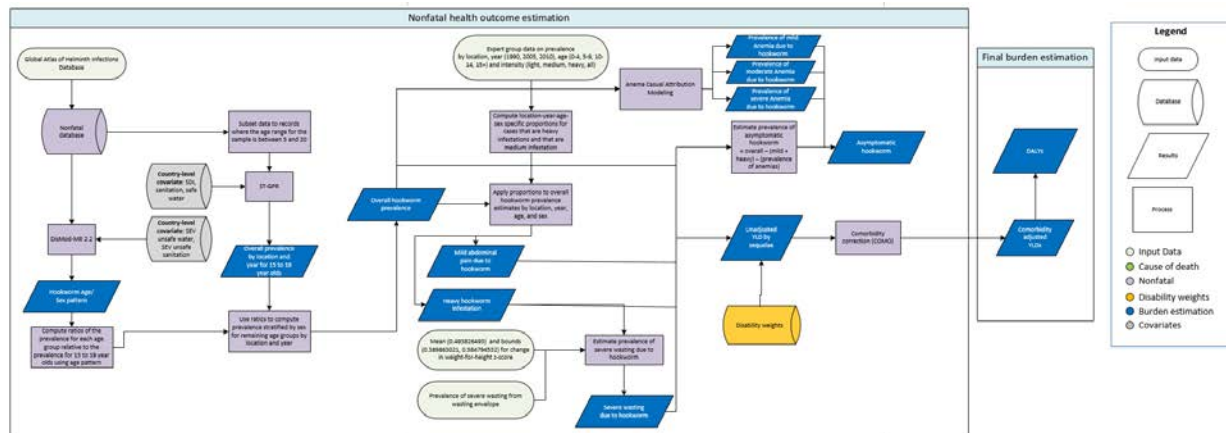 Nonfatal health outcome estimation
Global Atlas of Helminth Infections
Database
Nonfatal
database
Subset data to records
where the age range for the
sample is between 5 and 20
Country-level
covariate: SDI,
sanitation, safe
water
ST-GPR
Country-level
covariate: SEV
unsafe water,
SEV unsafe
sanitation
DisMod-MR 2.2
Overall prevalence
by location and
year for 15 to 19
year olds
Hookworm Age/
Sex pattern
Compute ratios of the
prevalence for each age
group relative to the
prevalence for 15 to 19 year
olds using age pattern
Use ratios to compute
prevalence stratified by sex
for remaining age groups by
location and year
Expert group data on prevalence
by location, year (1990, 2005, 2010), age (0-4, 5-9, 10-
14, 15+) and intensity (light, medium, heavy, all)
Compute location-year-age-
sex specific proportions for
cases that are heavy
infestations and that are
medium infestation
Overall hookworm
prevalence
Apply proportions to overall
hookworm prevalence
estimates by location, year,
age, and sex
Mild abdominal
pain due to
hookworm
Heavy hookworm
infestation
and bounds
for change
in weight-for-height z-score
Prevalence of severe wasting from
wasting envelope
Estimate prevalence of
severe wasting due to
hookworm
Severe wasting
due to hookworm
Anemia Casual Attribution
Modeling
Prevalence of mild
Anemia due to
hookworm
Prevalence of
moderate Anemia
due to hookworm
Prevalence of
severe Anemia
due to hookworm
Estimate prevalence of
asymptomatic
hookworm
= overall – (mild +
heavy) – (prevalence
of anemias)
Asymptomatic
hookworm
Unadjusted
YLD by
sequelae
Comorbidity
correction (COMO)
Disability weights
Final burden estimation
DALYs
Comorbidity
adjusted
YLDs
Legend
Input data
Database
Results
Process
Input Data
Cause of death
Nonfatal
Disability weights
Burden estimation
Covariates